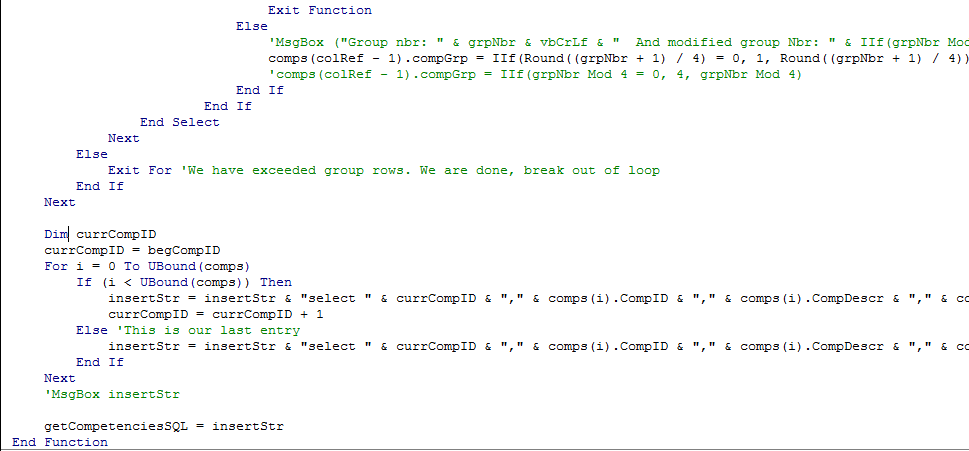 Exit Function
Else
'MsgBox ("Group nbr: " & grpNbr & vbCrLf & "  And modified group Nbr: " & IIf(grpNbr Mod
comps(colRef - 1).compGrp = IIf(Round((grpNbr + 1) / 4) = 0, 1, Round((grpNbr + 1) / 4))
'comps(colRef - 1).compGrp = IIf(grpNbr Mod 4 = 0, 4, grpNbr Mod 4)
End If
End If
End Select
Next
Else
Exit For 'We have exceeded group rows. We are done, break out of loop
End If
Next
Dim currCompID
currCompID = begCompID
For i = 0 To UBound(comps)
If (i < UBound(comps)) Then
insertStr = insertStr & "select " & currCompID & "," & comps(i).CompID & "," & comps(i).CompDescr & "," & co
currCompID = currCompID + 1
Else 'This is our last entry
insertStr = insertStr & "select " & currCompID & "," & comps(i).CompID & "," & comps(i).CompDescr & "," & co
End If
Next
'MsgBox insertStr
getCompetenciesSQL = insertStr
End Function